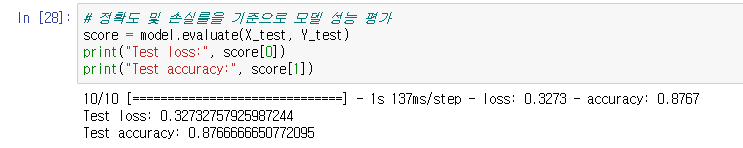 In [28]: # 정확도 및 손실률을 기준으로 모델 성능 평가
score = model.evaluate(X_test, Y_test)
print("Test loss:", score[0])
print("Test accuracy:", score[1])
10/10 [==============================] - 1s 137ms/step - loss: 0.3273 - accuracy: 0.8767
Test loss: 0.32732757925987244
Test accuracy: 0.8766666650772095